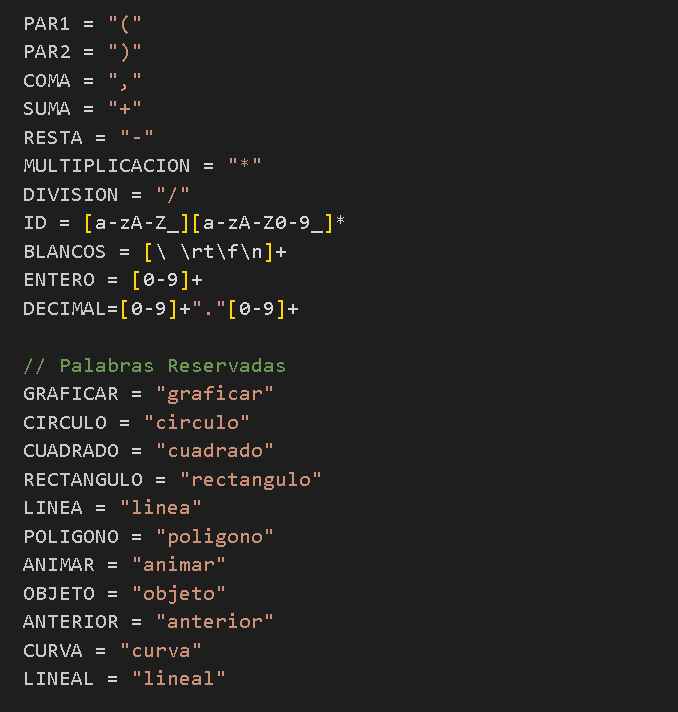 PAR1 = "("
PAR2 = ")"
COMA = ","
SUMA = "+"
RESTA = "-"
MULTIPLICACION = "*"
DIVISION = "/"
ID = [a-zA-Z_][a-zA-Z0-9_]*
BLANCOS = [\ \rt\f\n]+
ENTERO = [0-9]+
DECIMAL=[0-9]+"."[0-9]+
// Palabras Reservadas
GRAFICAR = "graficar"
CIRCULO = "circulo"
CUADRADO = "cuadrado"
RECTANGULO = "rectangulo"
LINEA = "linea"
POLIGONO = "poligono"
ANIMAR = "animar"
OBJETO = "objeto"
ANTERIOR = "anterior"
CURVA = "curva"
LINEAL = "lineal"